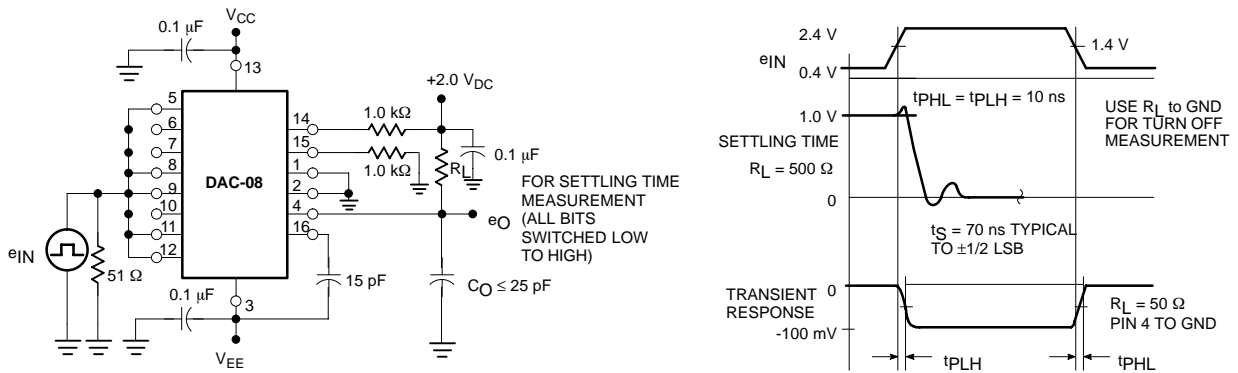 0.1 µF
VCC
13
+2.0 VDC
5
6
7
8
9
10
11
12
DAC-08
14
15
1
2
4
16
3
1.0 kΩ
1.0 kΩ
RL
0.1 µF
FOR SETTLING TIME
MEASUREMENT
(ALL BITS
SWITCHED LOW
TO HIGH)
eO
eIN
51 Ω
0.1 µF
15 pF
CO ≤ 25 pF
VEE
2.4 V
eIN
0.4 V
1.4 V
tPHL = tPLH = 10 ns
USE RL to GND
FOR TURN OFF
MEASUREMENT
1.0 V
SETTLING TIME
RL = 500 Ω
0
tS = 70 ns TYPICAL
TO ±1/2 LSB
0
TRANSIENT
RESPONSE
-100 mV
RL = 50 Ω
PIN 4 TO GND
tPLH
tPHL